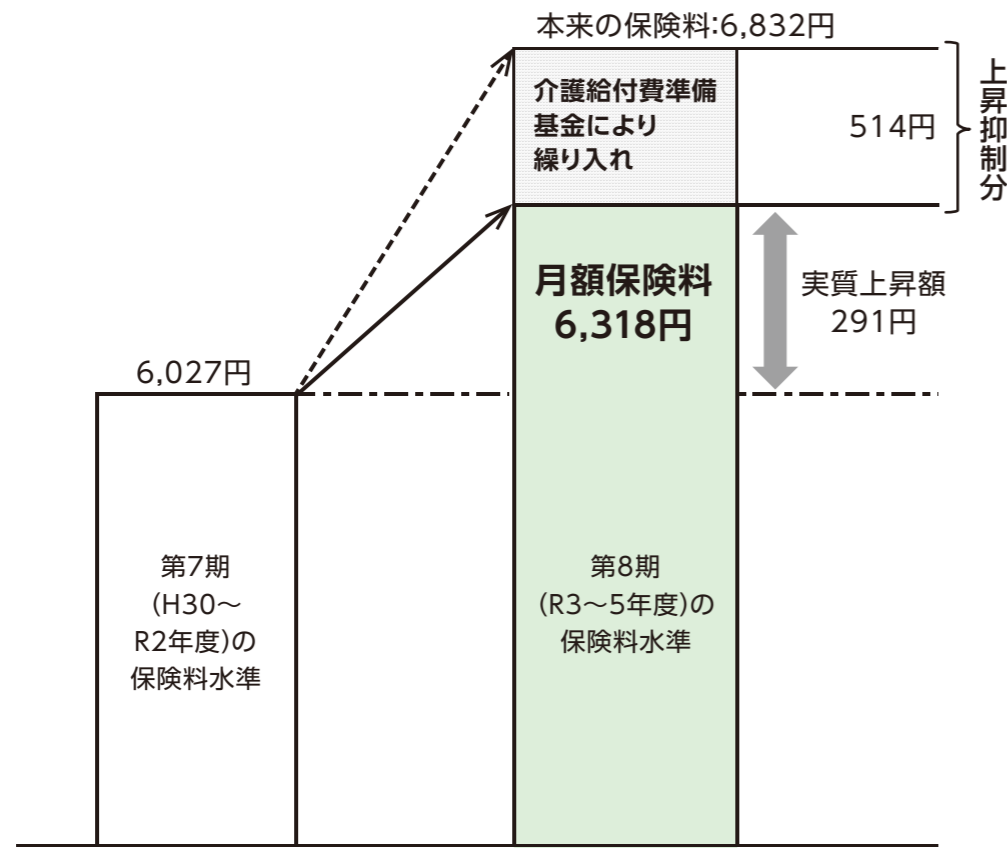 本来の保険料:6,832円
介護給付費準備
基金により
繰り入れ
514円
上昇抑制分
月額保険料
6,318円
実質上昇額
291円
6,027円
第7期
(H30～
R2年度)の
保険料水準
第8期
(R3～5年度)の
保険料水準